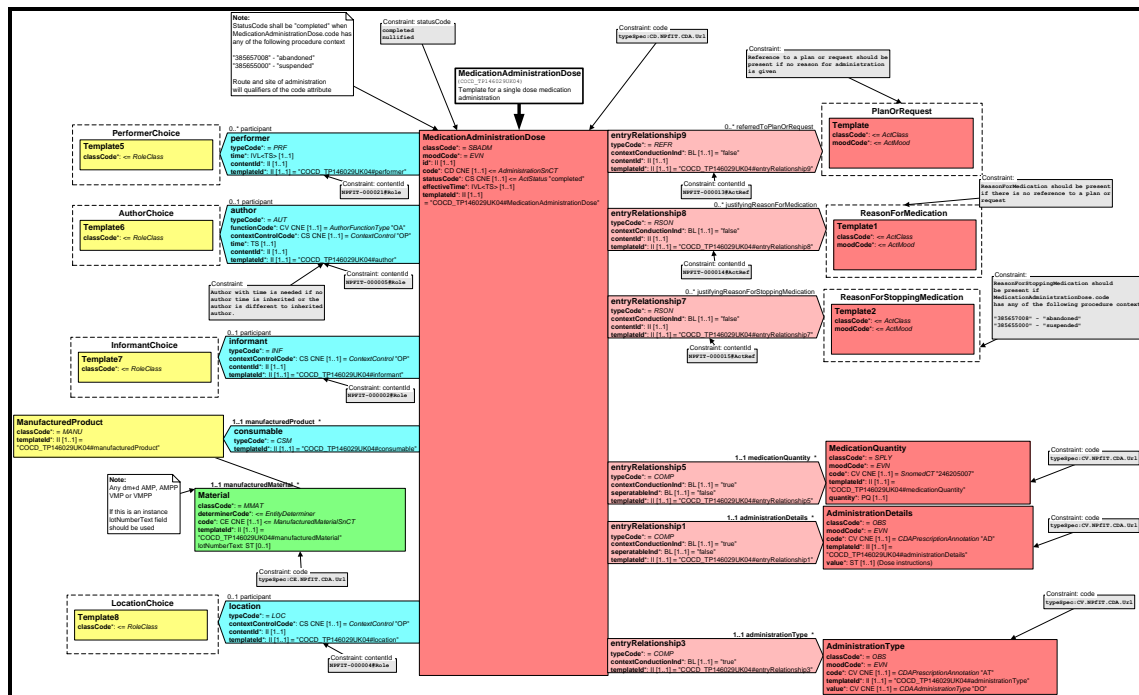 Note:
StatusCode shall be "completed" when
MedicationAdministrationDose.code has
any of the following procedure context
"385657008" - "abandoned"
"385655000" - "suspended"
Route and site of administration
will qualifiers of the code attribute
Constraint: statusCode
completed
nullified
MedicationAdministrationDose
(COCD_TP146029UK04)
Template for a single dose medication
administration
Constraint: code
typeSpec:CD.NPfIT.CDA.Url
Constraint:
Reference to a plan or request should be
present if no reason for administration
is given
PerformerChoice
Template5
classCode*: <= RoleClass
0..* participant
performer
typeCode*: = PRF
time*: IVL<TS> [1..1]
contentId*: II [1..1]
templateId*: II [1..1] = "COCD_TP146029UK04#performer"
Constraint: contentId
NPFIT-000021#Role
AuthorChoice
Template6
classCode*: <= RoleClass
0..1 participant
author
typeCode*: = AUT
functionCode*: CV CNE [1..1] = AuthorFunctionType "OA"
contextControlCode*: CS CNE [1..1] = ContextControl "OP"
time*: TS [1..1]
contentId*: II [1..1]
templateId*: II [1..1] = "COCD_TP146029UK04#author"
Constraint: contentId
NPFIT-000005#Role
Constraint:
Author with time is needed if no
author time is inherited or the
author is different to inherited
author.
InformantChoice
Template7
classCode*: <= RoleClass
0..1 participant
informant
typeCode*: = INF
contextControlCode*: CS CNE [1..1] = ContextControl "OP"
contentId*: II [1..1]
templateId*: II [1..1] = "COCD_TP146029UK04#informant"
Constraint: contentId
NPFIT-000002#Role
ManufacturedProduct
classCode*: = MANU
templateId*: II [1..1] =
"COCD_TP146029UK04#manufacturedProduct"
1..1 manufacturedProduct *
consumable
typeCode*: = CSM
templateId*: II [1..1] = "COCD_TP146029UK04#consumable"
Note:
Any dm+d AMP, AMPP
VMP or VMPP
If this is an instance
lotNumberText field
should be used
1..1 manufacturedMaterial *
Material
classCode*: = MMAT
determinerCode*: <= EntityDeterminer
code*: CE CNE [1..1] <= ManufacturedMaterialSnCT
templateId*: II [1..1] =
"COCD_TP146029UK04#manufacturedMaterial"
lotNumberText: ST [0..1]
Constraint: code
typeSpec:CE.NPfIT.CDA.Url
LocationChoice
Template8
classCode*: <= RoleClass
0..1 participant
location
typeCode*: = LOC
contextControlCode*: CS CNE [1..1] = ContextControl "OP"
contentId*: II [1..1]
templateId*: II [1..1] = "COCD_TP146029UK04#location"
Constraint: contentId
NPFIT-000004#Role
MedicationAdministrationDose
classCode*: = SBADM
moodCode*: = EVN
id*: II [1..1]
code*: CD CNE [1..1] <= AdministrationSnCT
statusCode*: CS CNE [1..1] <= ActStatus "completed"
effectiveTime*: IVL<TS> [1..1]
templateId*: II [1..1]
= "COCD_TP146029UK04#MedicationAdministrationDose"
0..* referredToPlanOrRequest
entryRelationship9
typeCode*: = REFR
contextConductionInd*: BL [1..1] = "false"
contentId*: II [1..1]
templateId*: II [1..1] = "COCD_TP146029UK04#entryRelationship9"
Constraint: contentId
NPFIT-000013#ActRef
PlanOrRequest
Template
classCode*: <= ActClass
moodCode*: <= ActMood
Constraint:
ReasonForMedication should be present
if there is no reference to a plan or
request
0..* justifyingReasonForMedication
entryRelationship8
typeCode*: = RSON
contextConductionInd*: BL [1..1] = "false"
contentId*: II [1..1]
templateId*: II [1..1] = "COCD_TP146029UK04#entryRelationship8"
Constraint: contentId
NPFIT-000014#ActRef
ReasonForMedication
Template1
classCode*: <= ActClass
moodCode*: <= ActMood
Constraint:
ReasonForStoppingMedication should
be present if
MedicationAdministrationDose.code
has any of the following procedure context
"385657008" - "abandoned"
"385655000" - "suspended"
0..* justifyingReasonForStoppingMedication
entryRelationship7
typeCode*: = RSON
contextConductionInd*: BL [1..1] = "false"
contentId*: II [1..1]
templateId*: II [1..1] = "COCD_TP146029UK04#entryRelationship7"
Constraint: contentId
NPFIT-000015#ActRef
ReasonForStoppingMedication
Template2
classCode*: <= ActClass
moodCode*: <= ActMood
1..1 medicationQuantity *
entryRelationship5
typeCode*: = COMP
contextConductionInd*: BL [1..1] = "true"
seperatableInd*: BL [1..1] = "false"
templateId*: II [1..1] = "COCD_TP146029UK04#entryRelationship5"
MedicationQuantity
classCode*: = SPLY
moodCode*: = EVN
code*: CV CNE [1..1] = SnomedCT "246205007"
templateId*: II [1..1] =
"COCD_TP146029UK04#medicationQuantity"
quantity*: PQ [1..1]
Constraint: code
typeSpec:CV.NPfIT.CDA.Url
1..1 administrationDetails *
entryRelationship1
typeCode*: = COMP
contextConductionInd*: BL [1..1] = "true"
seperatableInd*: BL [1..1] = "false"
templateId*: II [1..1] = "COCD_TP146029UK04#entryRelationship1"
AdministrationDetails
classCode*: = OBS
moodCode*: = EVN
code*: CV CNE [1..1] = CDAPrescriptionAnnotation "AD"
templateId*: II [1..1] =
"COCD_TP146029UK04#administrationDetails"
value*: ST [1..1] (Dose instructions)
Constraint: code
typeSpec:CV.NPfIT.CDA.Url
1..1 administrationType *
entryRelationship3
typeCode*: = COMP
contextConductionInd*: BL [1..1] = "true"
templateId*: II [1..1] = "COCD_TP146029UK04#entryRelationship3"
AdministrationType
classCode*: = OBS
moodCode*: = EVN
code*: CV CNE [1..1] = CDAPrescriptionAnnotation "AT"
templateId*: II [1..1] = "COCD_TP146029UK04#administrationType"
value*: CV CNE [1..1] = CDAAdministrationType "DO"
Constraint: code
typeSpec:CV.NPfIT.CDA.Url